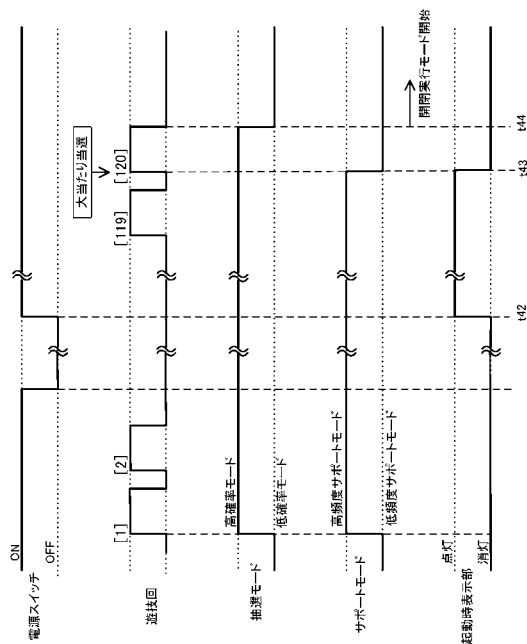 電源スイッチ
ON
OFF
遊技回
[1]
[2]
[119]
[120]
大当たり当選
抽選モード
高確率モード
低確率モード
サポートモード
高頻度サポートモード
低頻度サポートモード
開閉実行モード開始
起動時表示部
点灯
消灯
t42
t43
t44